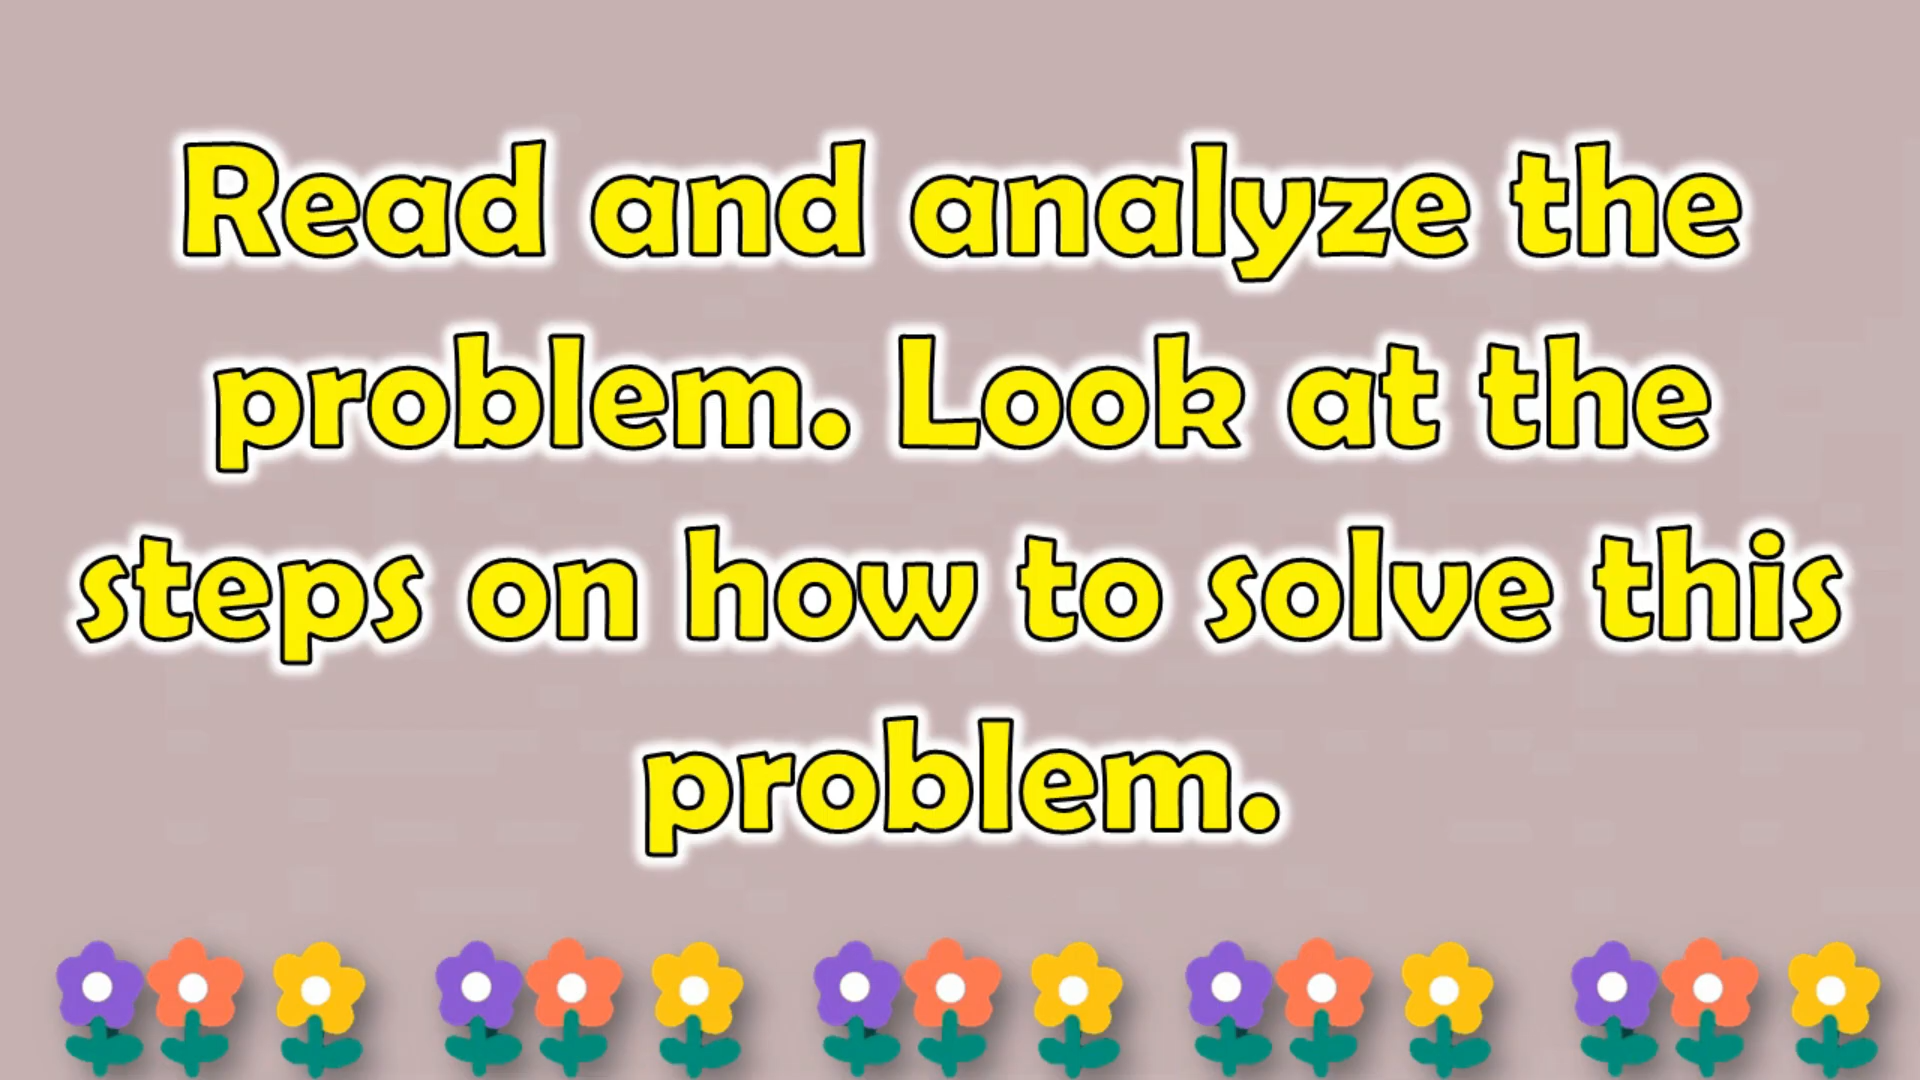 Read and analyze the
problem. Look at the
steps on how to solve this
problem.